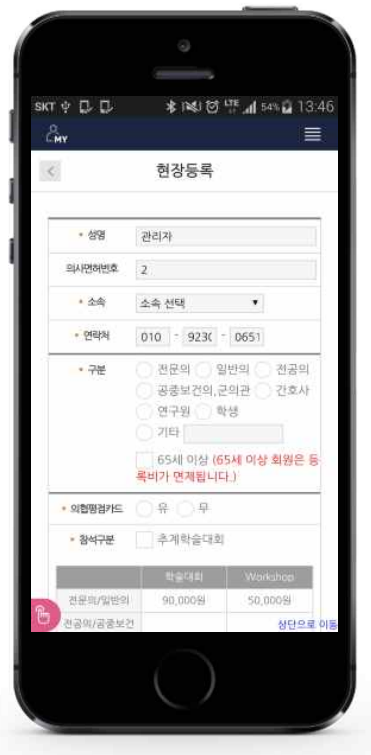 SKT LTE 54% 13:46
MY
현장등록
• 성명 관리자
의사면허번호 2
• 소속 소속 선택 ▼
• 연락처 010 - 923( - 0651
• 구분 전문의 일반의 전공의
공중보건의,군의관 간호사
연구원 학생
기타
65세 이상 (65세 이상 회원은 등
록비가 면제됩니다.)
• 의협평점카드 유 무
• 참석구분 추계학술대회
학술대회 Workshop
전문의/일반의 90,000원 50,000원
전공의/공중보건
상단으로 이동